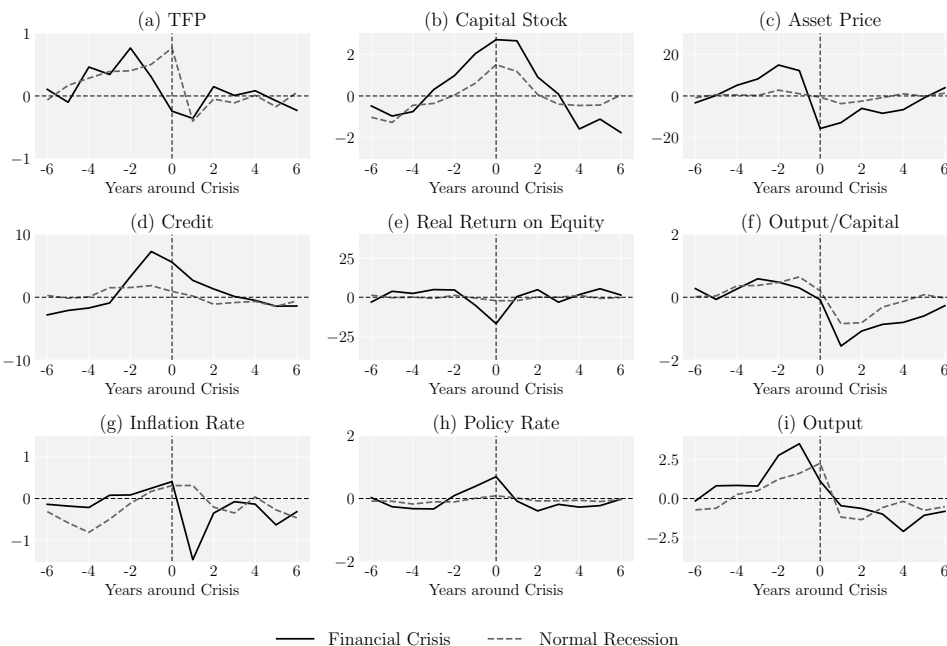 (a) TFP
(b) Capital Stock
(c) Asset Price
1
0
−1
2
0
−2
20
0
−20
-6 -4 -2 0 2 4 6
-6 -4 -2 0 2 4 6
-6 -4 -2 0 2 4 6
Years around Crisis
Years around Crisis
Years around Crisis
(d) Credit
(e) Real Return on Equity
(f) Output/Capital
10
0
−10
25
0
−25
2
0
−2
-6 -4 -2 0 2 4 6
-6 -4 -2 0 2 4 6
-6 -4 -2 0 2 4 6
Years around Crisis
Years around Crisis
Years around Crisis
(g) Inflation Rate
(h) Policy Rate
(i) Output
1
0
−1
2
0
−2
2.5
0.0
−2.5
-6 -4 -2 0 2 4 6
-6 -4 -2 0 2 4 6
-6 -4 -2 0 2 4 6
Years around Crisis
Years around Crisis
Years around Crisis
Financial Crisis
Normal Recession